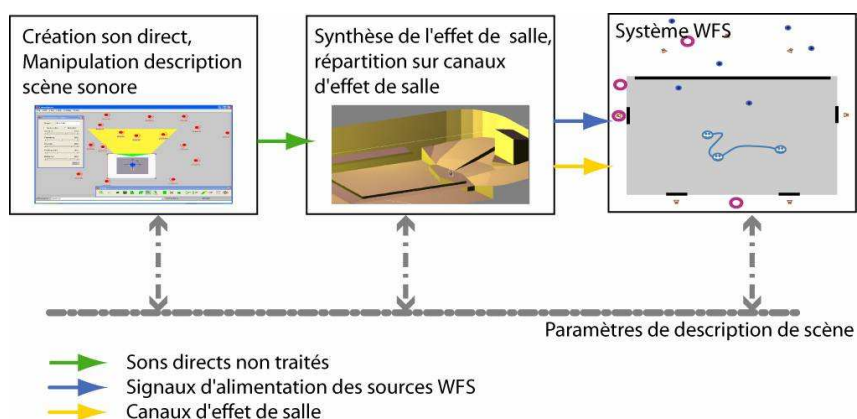 Création son direct,
Manipulation description
scène sonore
Synthèse de l'effet de salle,
répartition sur canaux
d'effet de salle
Système WFS
Paramètres de description de scène
Sons directs non traités
Signaux d'alimentation des sources WFS
Canaux d'effet de salle